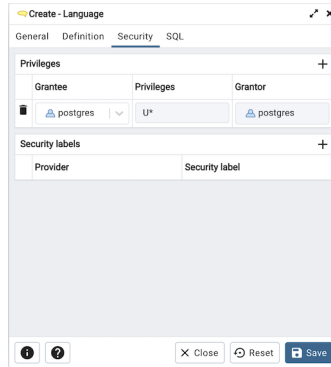 Create - Language
General Definition Security SQL
Privileges
Grantee Privileges Grantor
postgres U* postgres
Security labels
Provider Security label
Close Reset Save